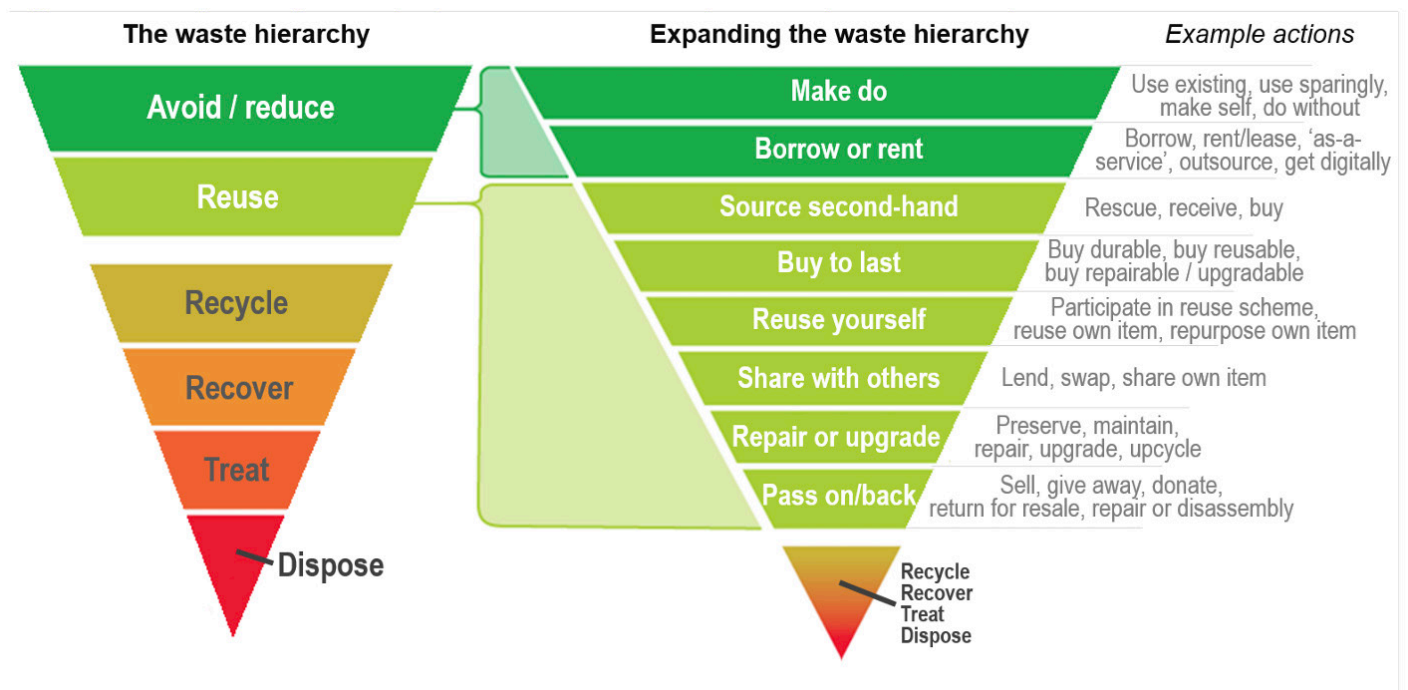 The waste hierarchy
Avoid / reduce
Reuse
Recycle
Recover
Treat
Dispose
Expanding the waste hierarchy
Example actions
Make do
Use existing, use sparingly,
make self, do without
Borrow or rent
Borrow, rent/lease, ‘as-a-
service’, outsource, get digitally
Source second-hand
Rescue, receive, buy
Buy to last
Buy durable, buy reusable,
buy repairable / upgradable
Reuse yourself
Participate in reuse scheme,
reuse own item, repurpose own item
Share with others
Lend, swap, share own item
Repair or upgrade
Preserve, maintain,
repair, upgrade, upcycle
Pass on/back
Sell, give away, donate,
return for resale, repair or disassembly
Recycle
Recover
Treat
Dispose